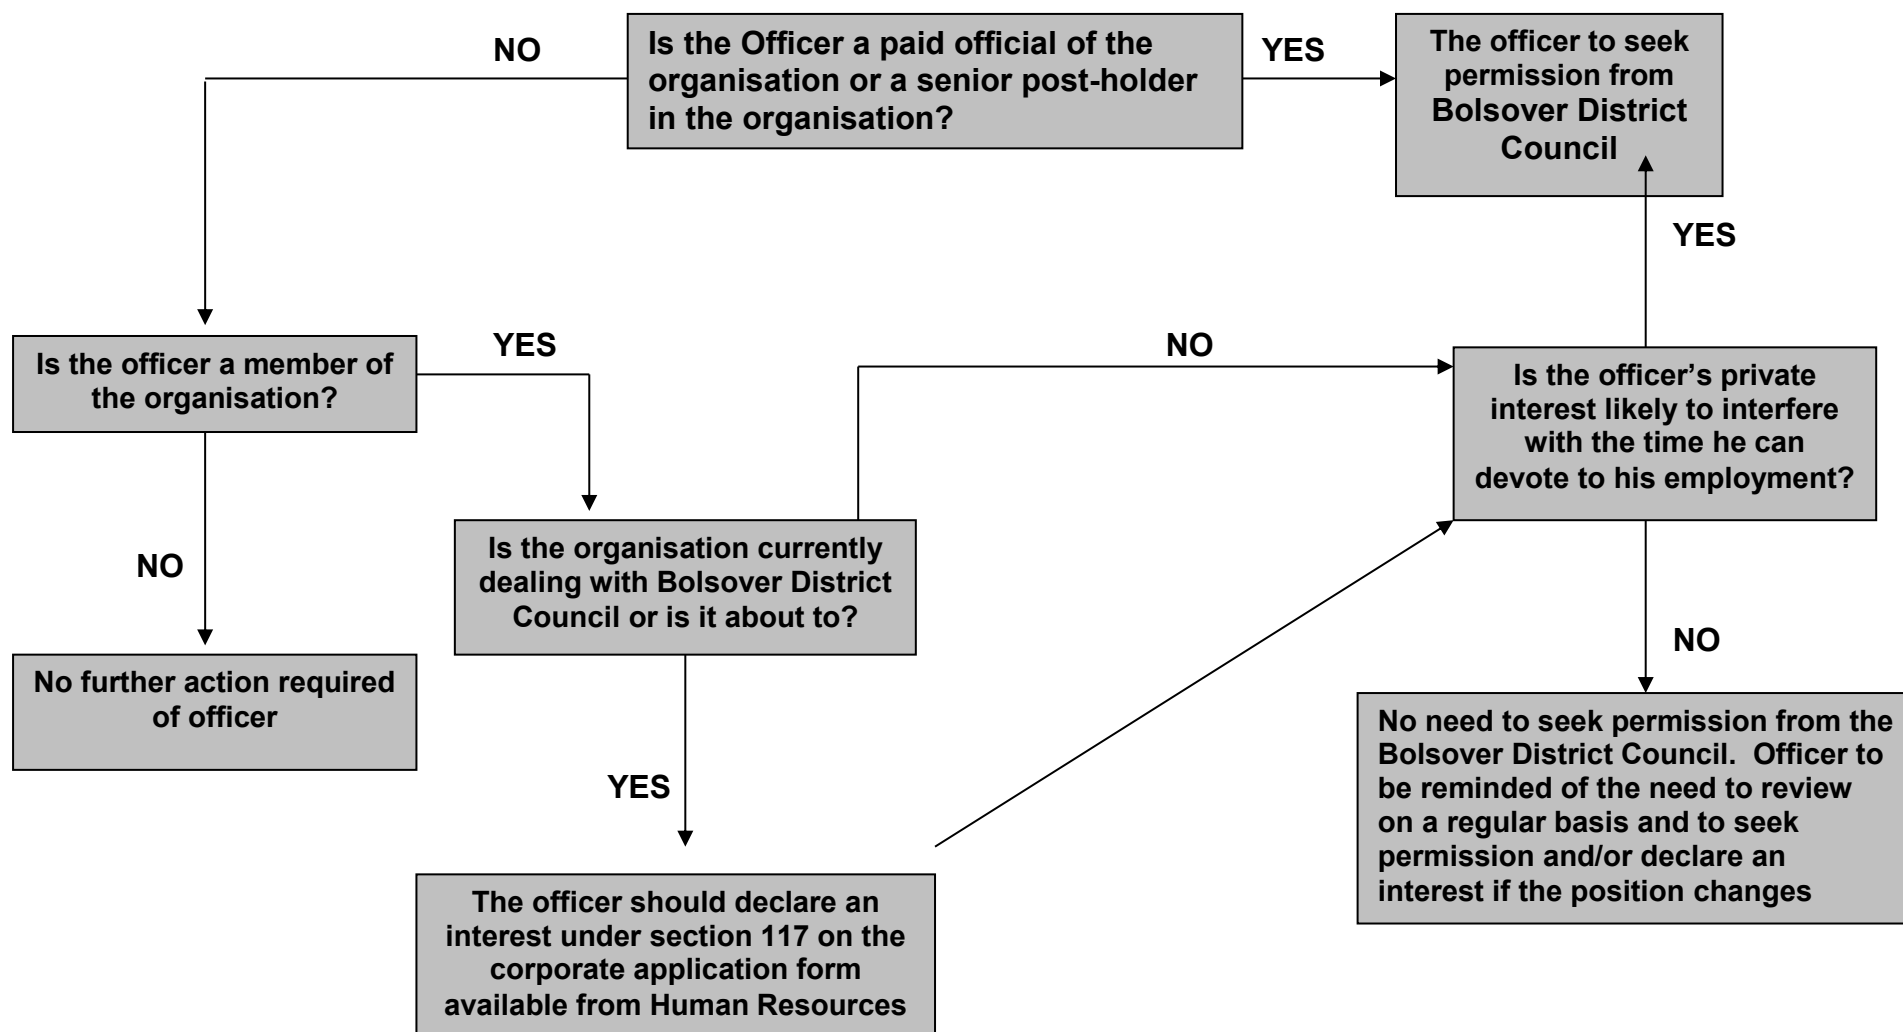 NO
Is the Officer a paid official of the
organisation or a senior post-holder
in the organisation?
YES
The officer to seek
permission from
Bolsover District
Council
YES
Is the officer a member of
the organisation?
YES
NO
Is the officer’s private
interest likely to interfere
with the time he can
devote to his employment?
NO
Is the organisation currently
dealing with Bolsover District
Council or is it about to?
NO
No further action required
of officer
YES
No need to seek permission from the
Bolsover District Council.  Officer to
be reminded of the need to review
on a regular basis and to seek
permission and/or declare an
interest if the position changes
The officer should declare an
interest under section 117 on the
corporate application form
available from Human Resources